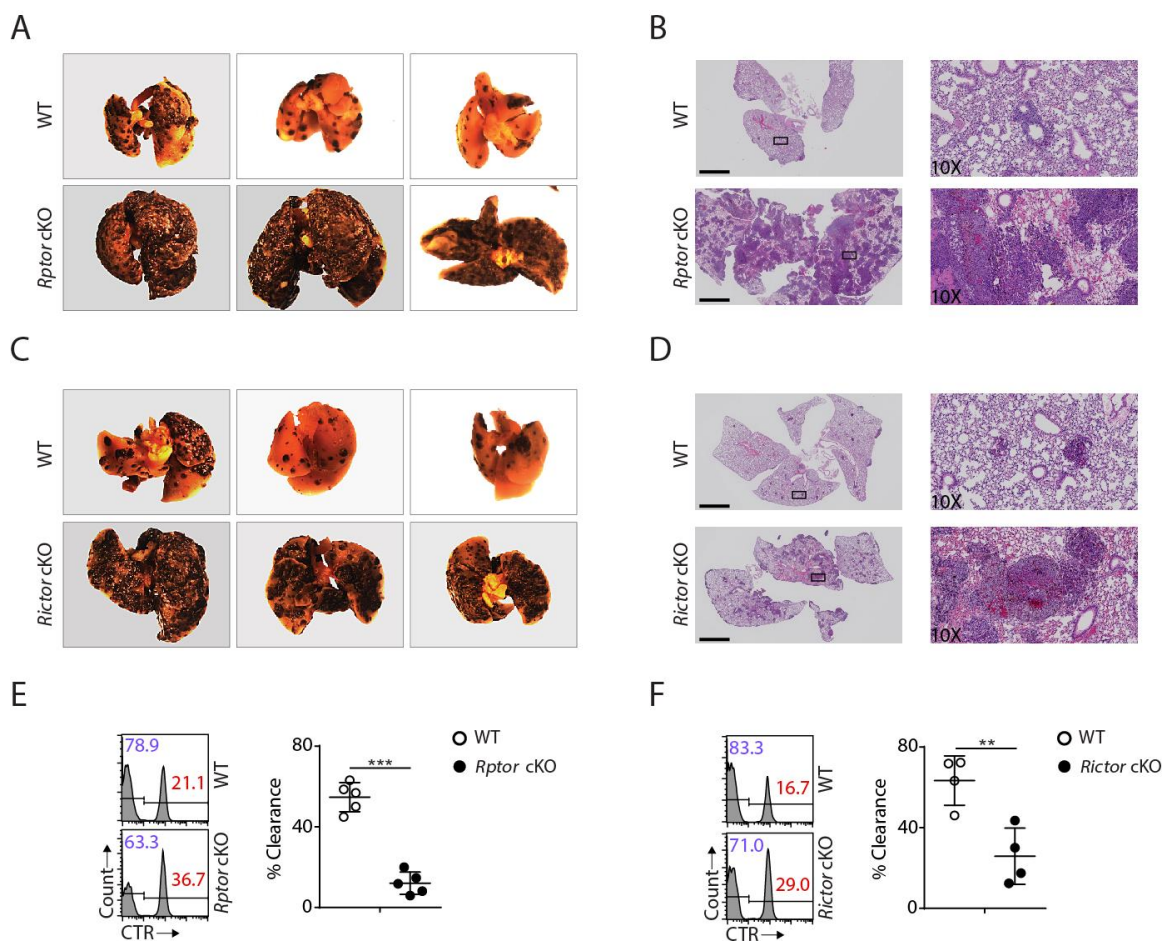 A
WT
Rptor cKO
B
WT
10X
Rptor cKO
10X
C
WT
Rictor cKO
D
WT
10X
Rictor cKO
10X
E
78.9
21.1
WT
63.3
36.7
Rptor cKO
Count
CTR
% Clearance
80
40
0
***
WT
Rptor cKO
F
83.3
16.7
WT
71.0
29.0
Rictor cKO
Count
CTR
% Clearance
80
40
0
**
WT
Rictor cKO